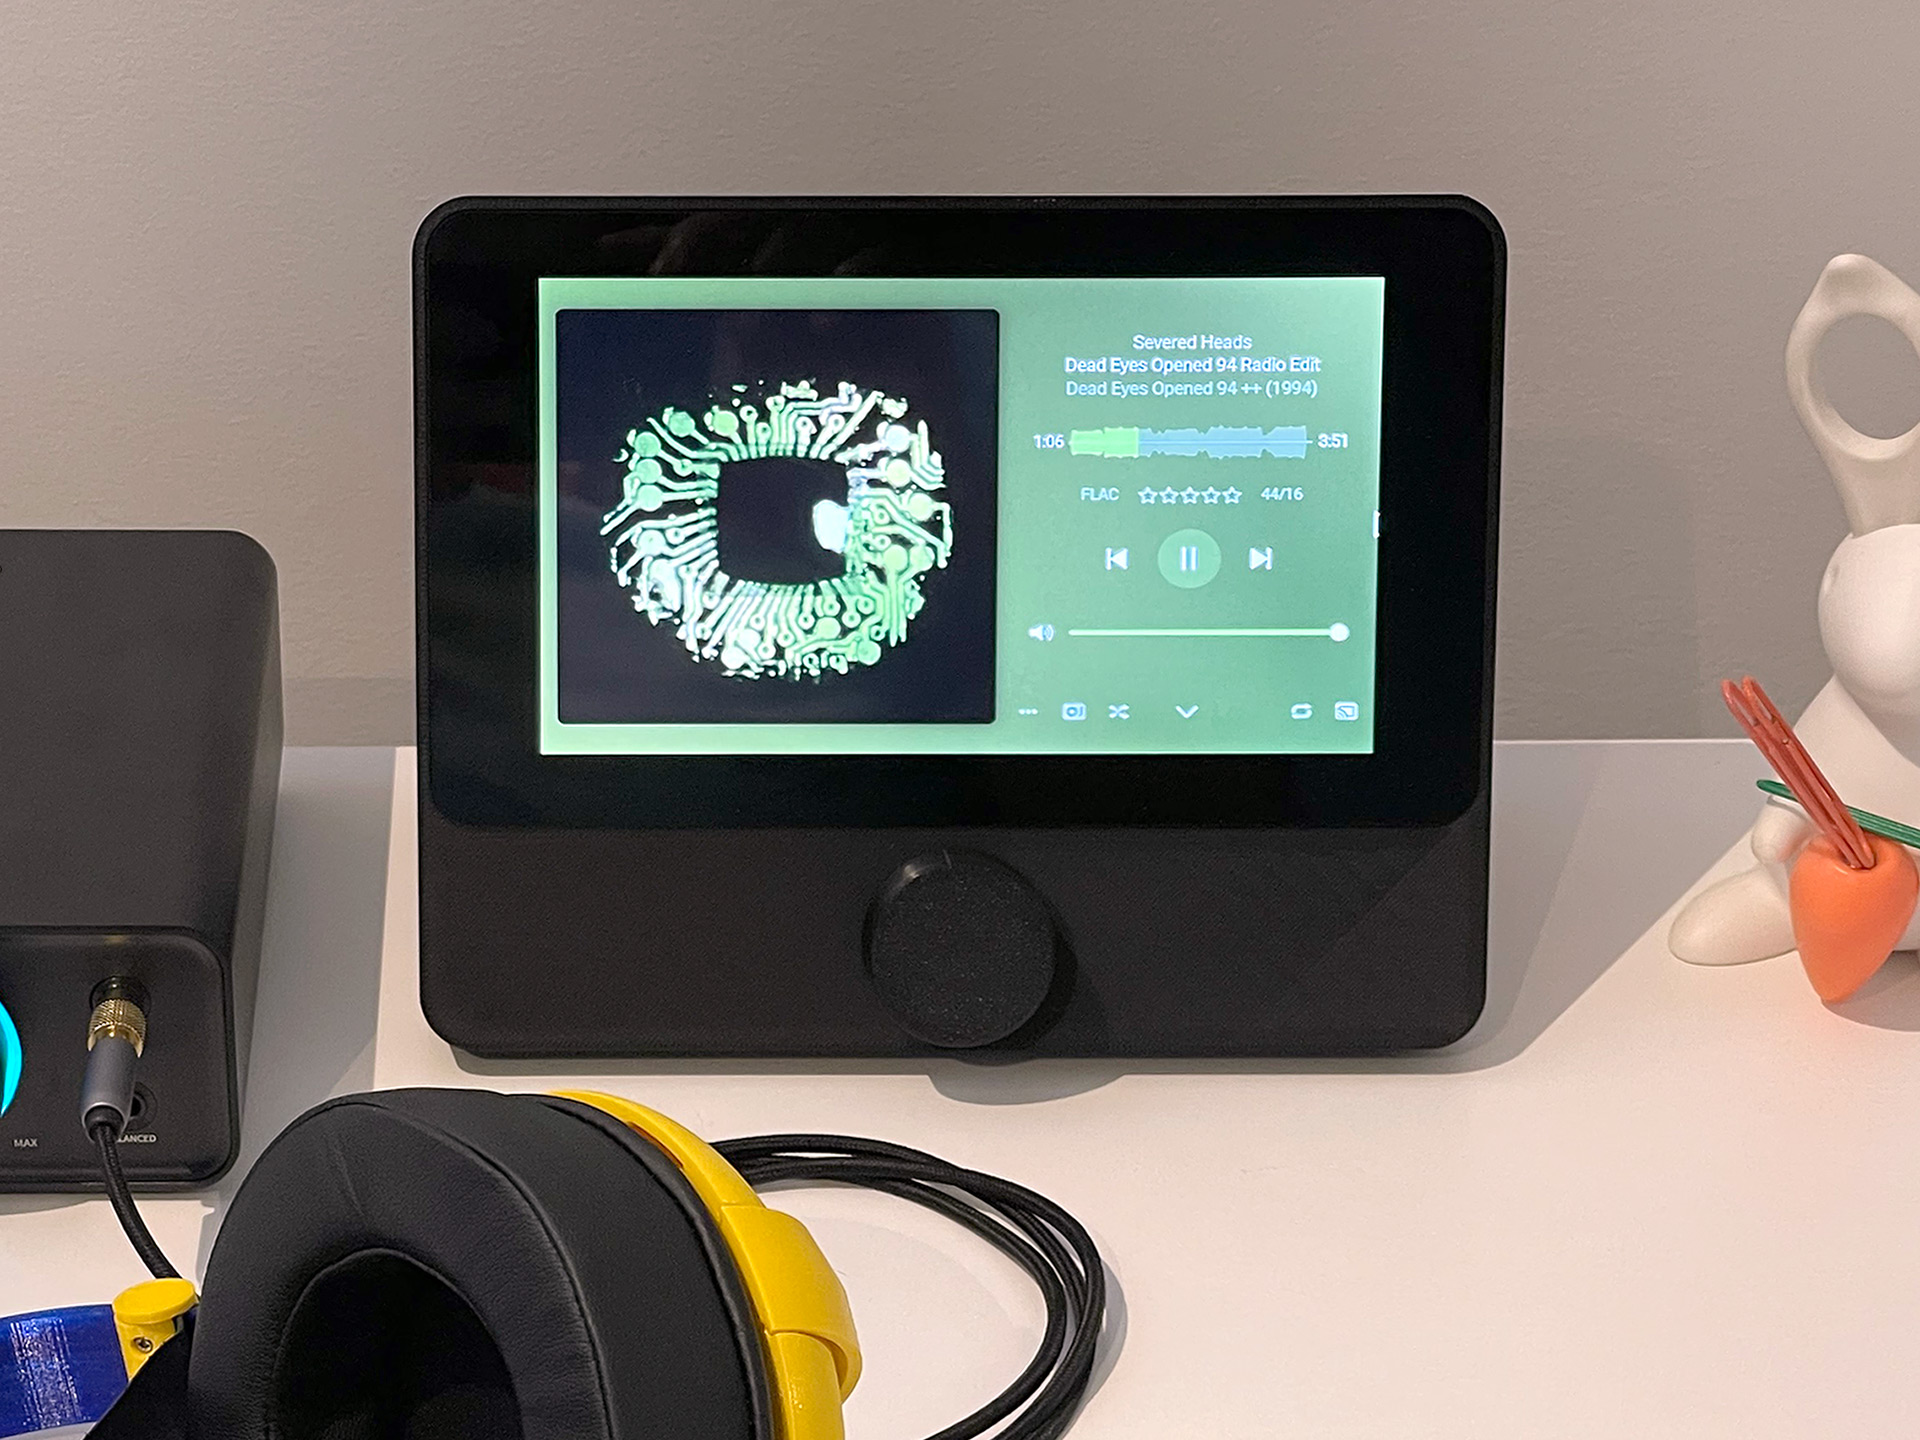 Severed Heads
Dead Eyes Opened 94 Radio Edit
Dead Eyes Opened 94 ++ (1994)
1:06 3:51
FLAC 44/16
MAX
LANCED